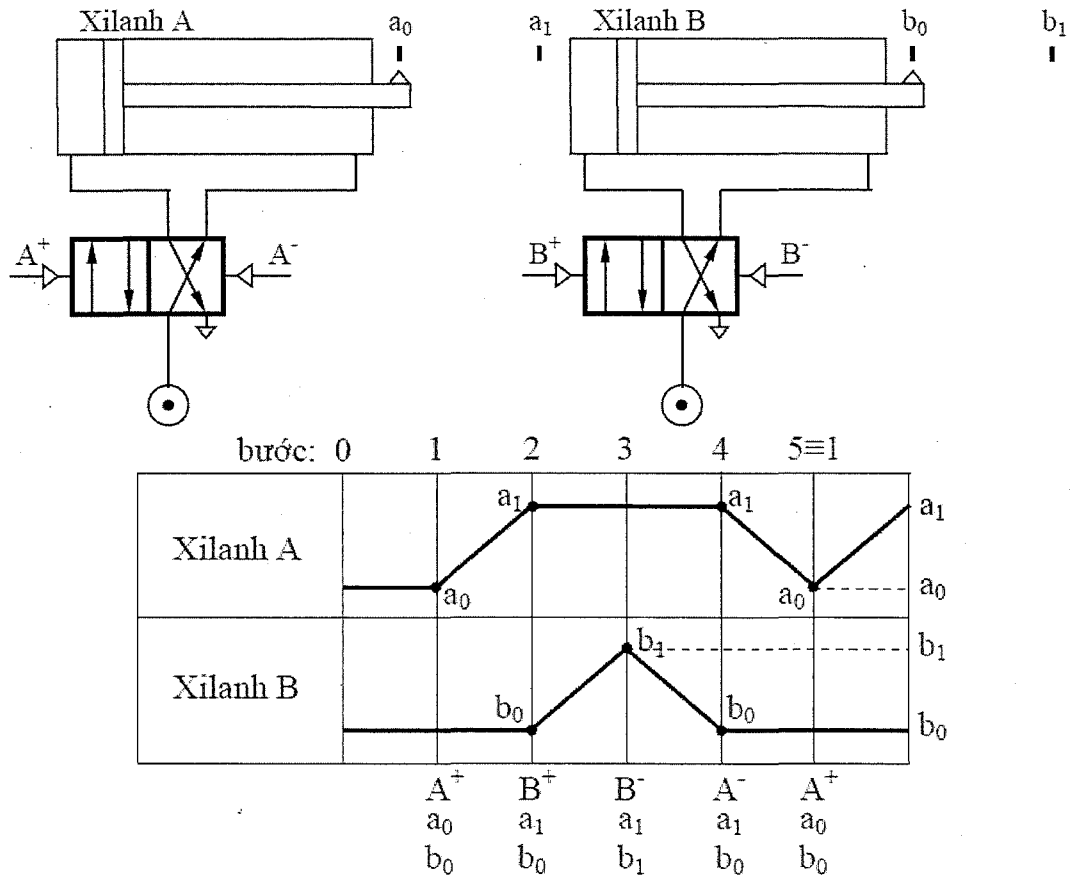 Xilanh A a₀ a₁ Xilanh B b₀ b₁
A⁺ A⁻ B⁺ B⁻
bước: 0 1 2 3 4 5≡1
a₁ a₁ a₁
Xilanh A
a₀ a₀ a₀
b₁ b₁
Xilanh B
b₀ b₀ b₀
A⁺ B⁺ B⁻ A⁻ A⁺
a₀ a₁ a₁ a₁ a₀
b₀ b₀ b₁ b₀ b₀